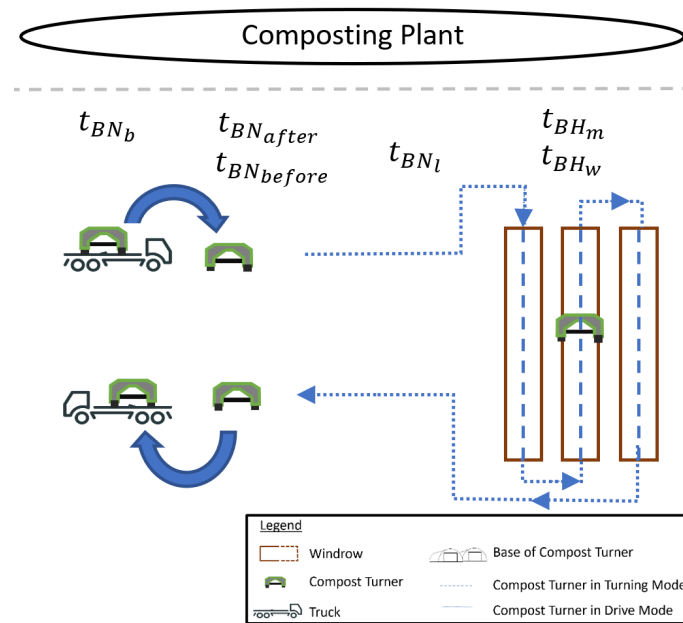 Composting Plant
t_{BN_b}
t_{BN_{after}}
t_{BN_{before}}
t_{BN_l}
t_{BH_m}
t_{BH_w}
Legend
Windrow
Base of Compost Turner
Compost Turner
Compost Turner in Turning Mode
Truck
Compost Turner in Drive Mode